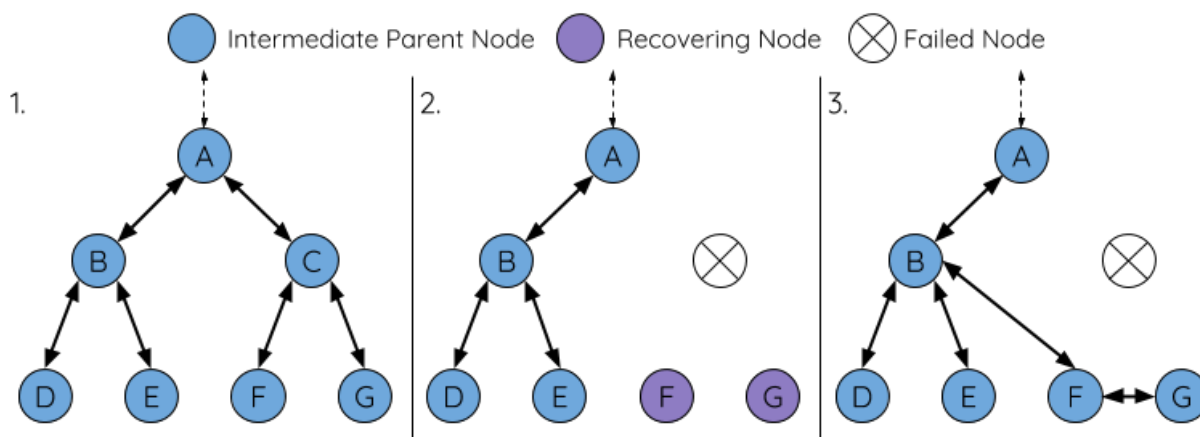 Intermediate Parent Node Recovering Node Failed Node
1. 2. 3.
A A A
B C B B
D E F G D E F G D E F G